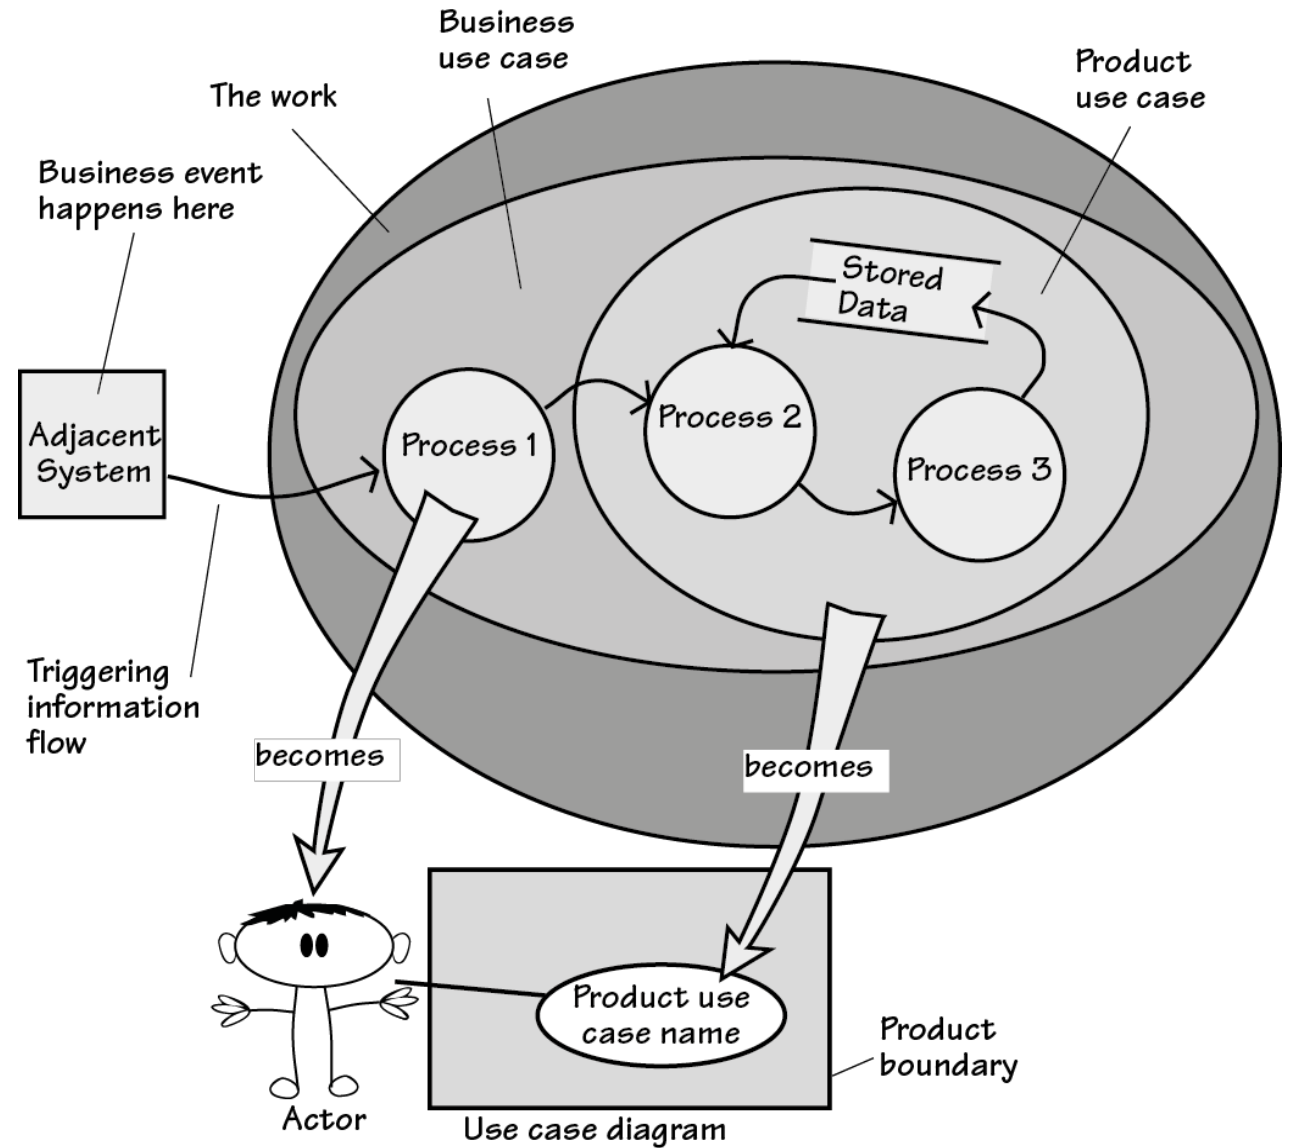 Business
use case
Product
use case
The work
Business event
happens here
Stored
Data
Adjacent
System
Process 1
Process 2
Process 3
Triggering
information
flow
becomes
becomes
Product use
case name
Product
boundary
Actor
Use case diagram